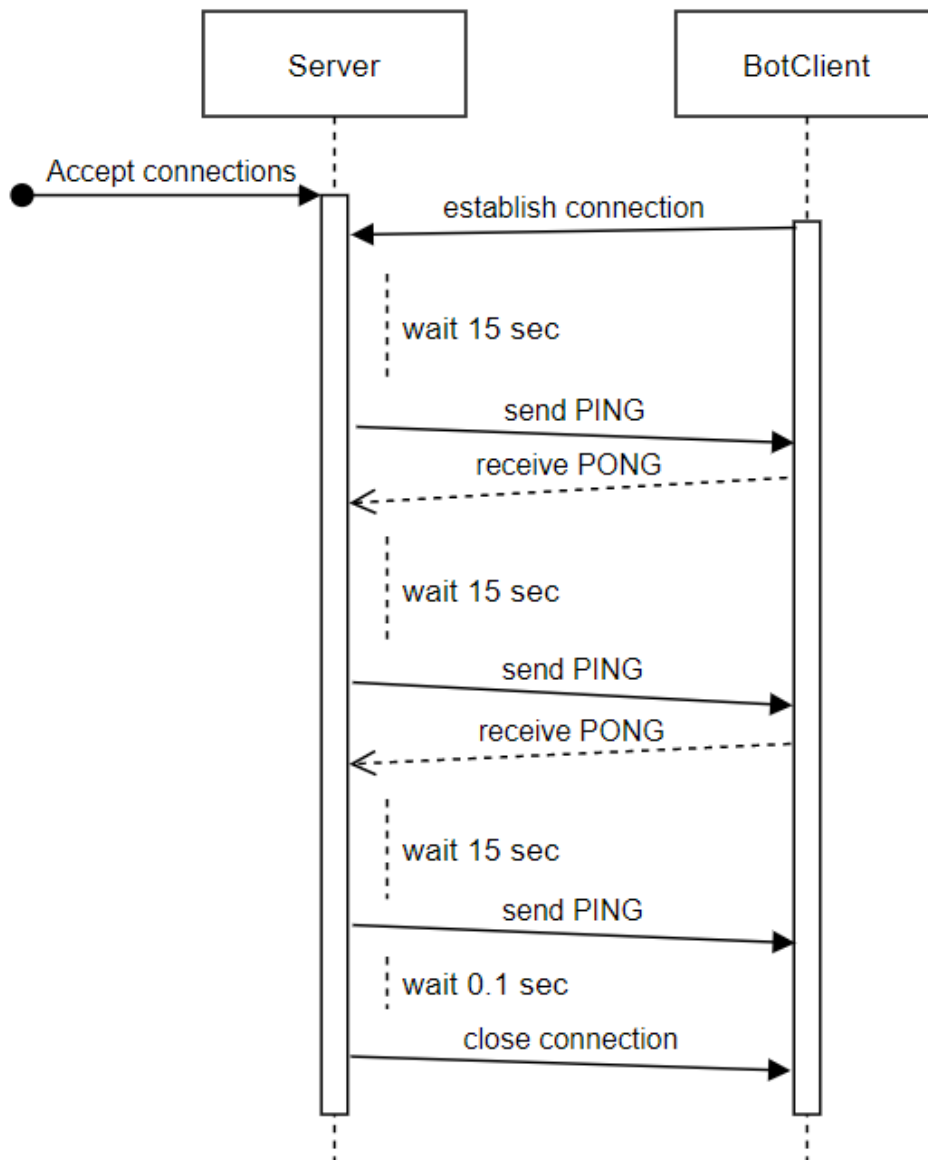 Server
BotClient
Accept connections
establish connection
wait 15 sec
send PING
receive PONG
wait 15 sec
send PING
receive PONG
wait 15 sec
send PING
wait 0.1 sec
close connection